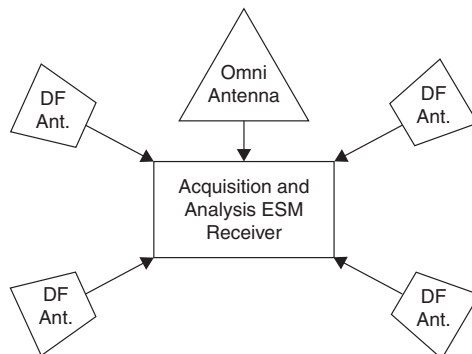 Omni
Antenna
DF
Ant.
DF
Ant.
Acquisition and
Analysis ESM
Receiver
DF
Ant.
DF
Ant.